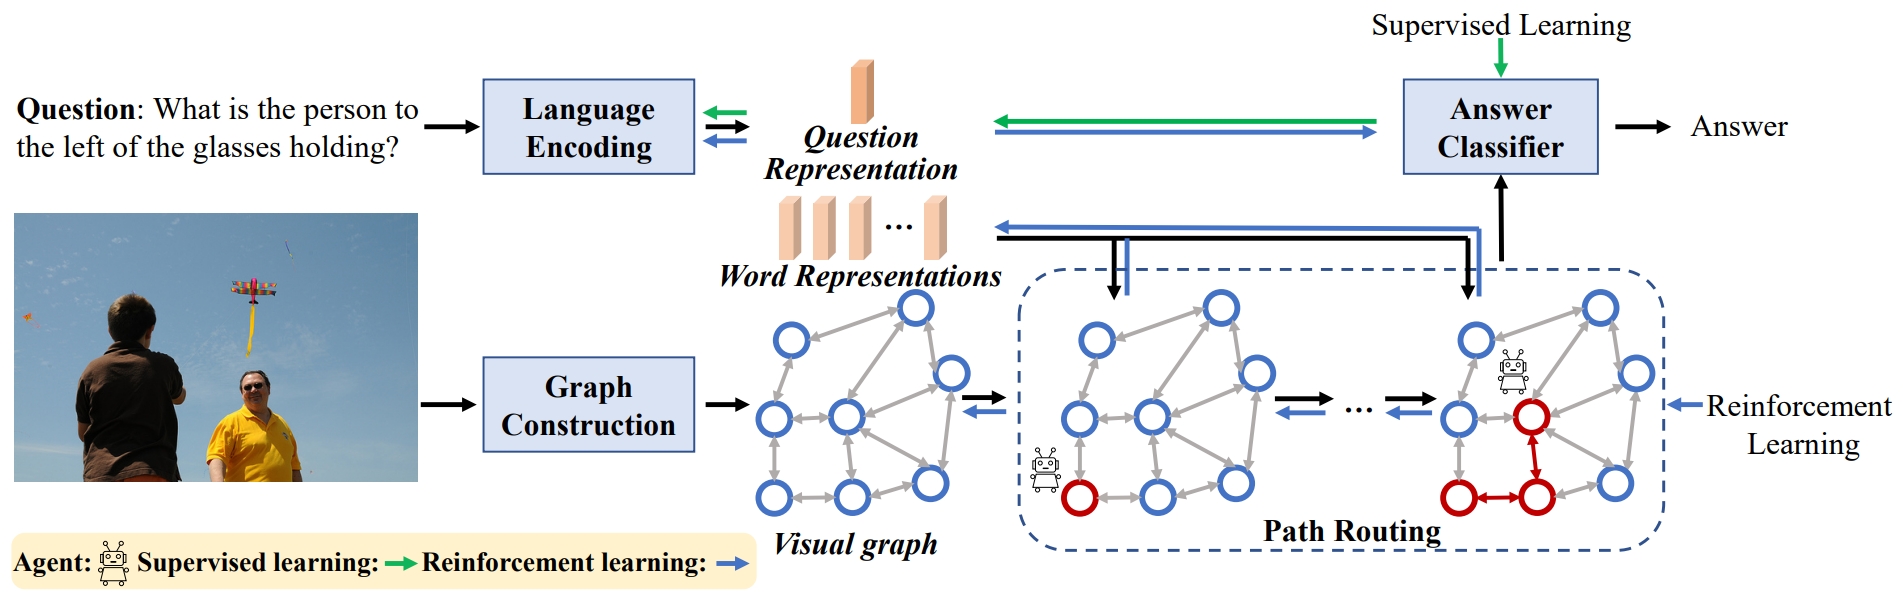 Supervised Learning
Question: What is the person to
the left of the glasses holding?
Language
Encoding
Question
Representation
Answer
Classifier
Answer
...
Word Representations
Graph
Construction
...
Reinforcement
Learning
Visual graph
Path Routing
Agent: Supervised learning: Reinforcement learning: